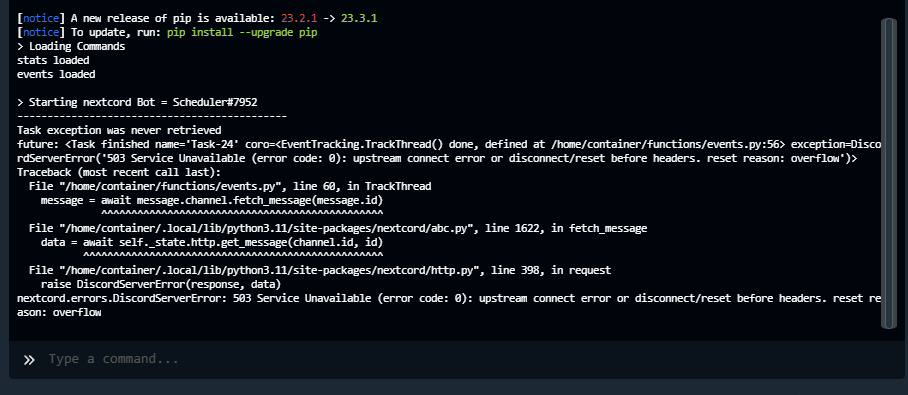 [notice] A new release of pip is available: 23.2.1 -> 23.3.1
[notice] To update, run: pip install --upgrade pip
> Loading Commands
stats loaded
events loaded
> Starting nextcord Bot = Scheduler#7952
---------------------------------------------
Task exception was never retrieved
future: <Task finished name='Task-24' coro=<EventTracking.TrackThread() done, defined at /home/container/functions/events.py:56> exception=Disco
rdServerError('503 Service Unavailable (error code: 0): upstream connect error or disconnect/reset before headers. reset reason: overflow')>
Traceback (most recent call last):
  File "/home/container/functions/events.py", line 60, in TrackThread
    message = await message.channel.fetch_message(message.id)
              ^^^^^^^^^^^^^^^^^^^^^^^^^^^^^^^^^^^^^^^^^^^^^^^
  File "/home/container/.local/lib/python3.11/site-packages/nextcord/abc.py", line 1622, in fetch_message
    data = await self._state.http.get_message(channel.id, id)
           ^^^^^^^^^^^^^^^^^^^^^^^^^^^^^^^^^^^^^^^^^^^^^^^^^^
  File "/home/container/.local/lib/python3.11/site-packages/nextcord/http.py", line 398, in request
    raise DiscordServerError(response, data)
nextcord.errors.DiscordServerError: 503 Service Unavailable (error code: 0): upstream connect error or disconnect/reset before headers. reset re
ason: overflow
» Type a command...